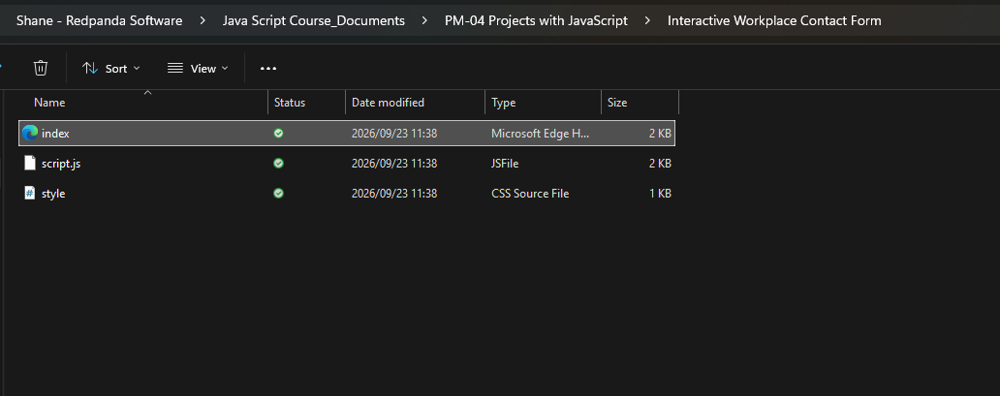 Shane - Redpanda Software > Java Script Course_Documents > PM-04 Projects with JavaScript > Interactive Workplace Contact Form
Sort View ...
Name Status Date modified Type Size
index 2026/09/23 11:38 Microsoft Edge H... 2 KB
script.js 2026/09/23 11:38 JSFile 2 KB
# style 2026/09/23 11:38 CSS Source File 1 KB